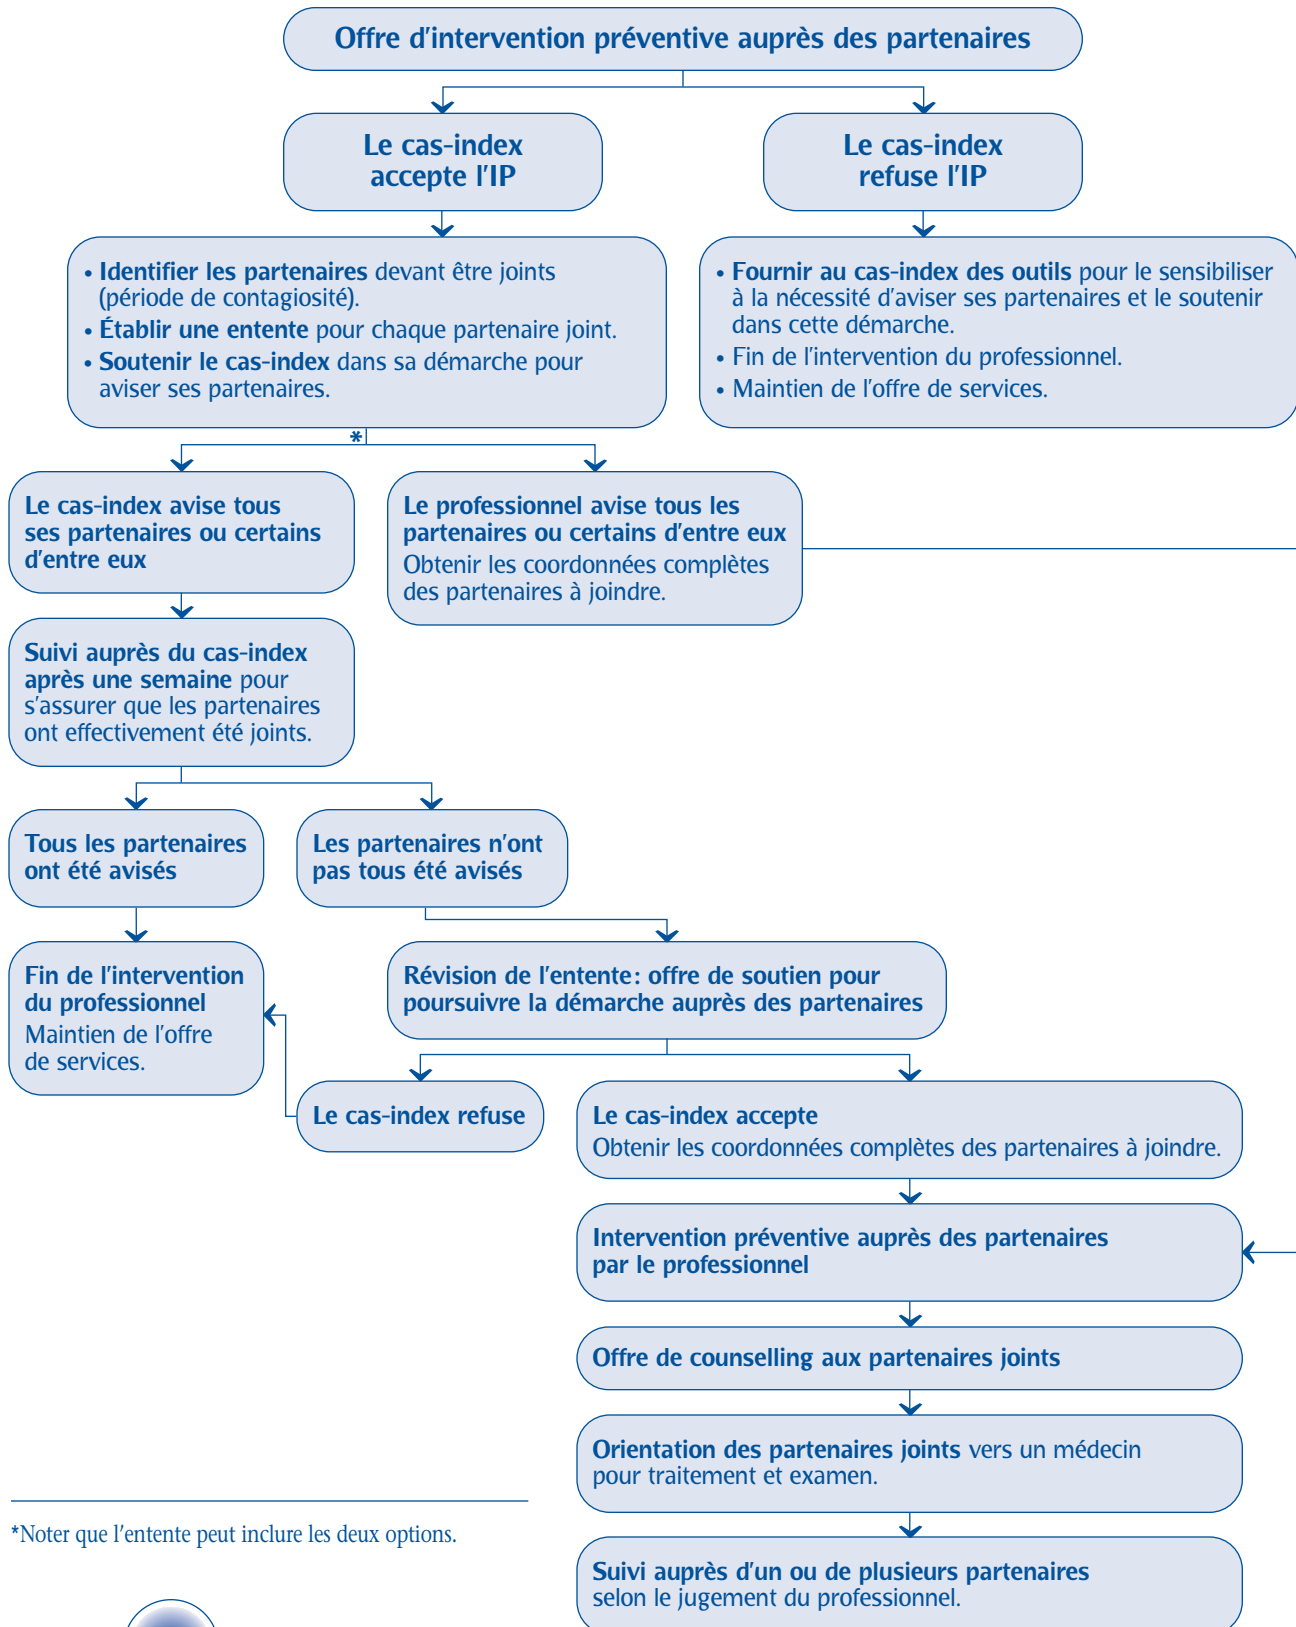 Offre d'intervention préventive auprès des partenaires
Le cas-index
accepte l'IP
Le cas-index
refuse l'IP
• Identifier les partenaires devant être joints
(période de contagiosité).
• Établir une entente pour chaque partenaire joint.
• Soutenir le cas-index dans sa démarche pour
aviser ses partenaires.
• Fournir au cas-index des outils pour le sensibiliser
à la nécessité d'aviser ses partenaires et le soutenir
dans cette démarche.
• Fin de l'intervention du professionnel.
• Maintien de l'offre de services.
*
Le cas-index avise tous
ses partenaires ou certains
d'entre eux
Le professionnel avise tous les
partenaires ou certains d'entre eux
Obtenir les coordonnées complètes
des partenaires à joindre.
Suivi auprès du cas-index
après une semaine pour
s'assurer que les partenaires
ont effectivement été joints.
Tous les partenaires
ont été avisés
Les partenaires n'ont
pas tous été avisés
Fin de l'intervention
du professionnel
Maintien de l'offre
de services.
Révision de l'entente : offre de soutien pour
poursuivre la démarche auprès des partenaires
Le cas-index refuse
Le cas-index accepte
Obtenir les coordonnées complètes des partenaires à joindre.
Intervention préventive auprès des partenaires
par le professionnel
Offre de counselling aux partenaires joints
Orientation des partenaires joints vers un médecin
pour traitement et examen.
Suivi auprès d'un ou de plusieurs partenaires
selon le jugement du professionnel.
*Noter que l'entente peut inclure les deux options.